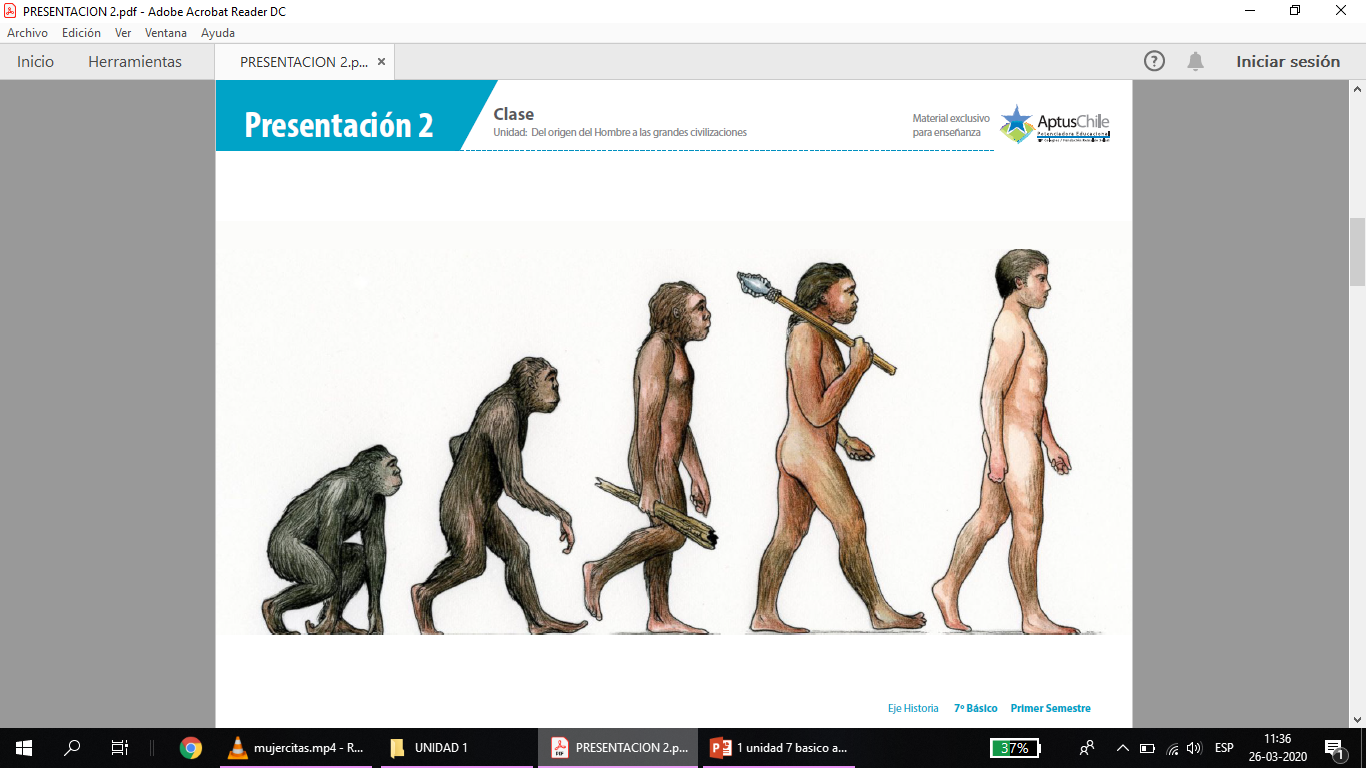 PRESENTACION 2.pdf - Adobe Acrobat Reader DC
Archivo Edición Ver Ventana Ayuda
Inicio Herramientas PRESENTACION 2.p... × Iniciar sesión
Presentación 2
Clase
Unidad: Del origen del Hombre a las grandes civilizaciones
Material exclusivo
para enseñanza
AptusChile
Potenciadora Educacional
Eje Historia 7º Básico Primer Semestre
mujercitas.mp4 - R... UNIDAD 1 PRESENTACION 2.p... 1 unidad 7 basico a... 37% ESP 11:36
26-03-2020
1